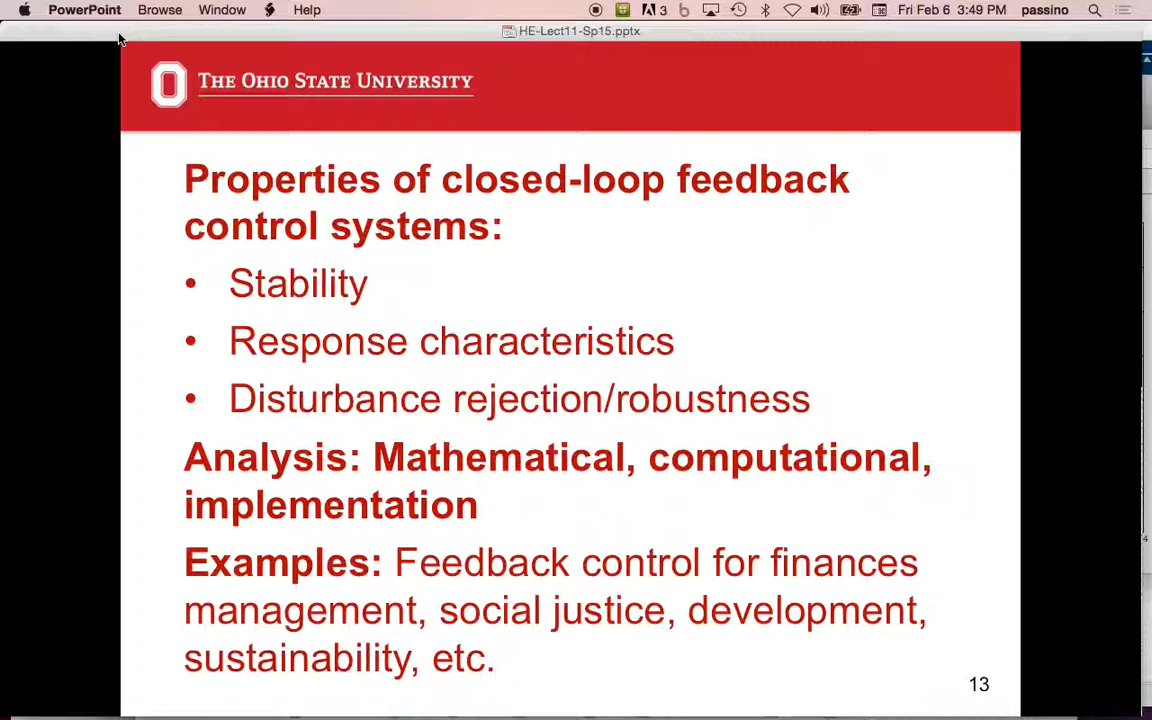 PowerPoint Browse Window Help 3 Fri Feb 6 3:49 PM passino
HE-Lect11-Sp15.pptx
THE OHIO STATE UNIVERSITY
Properties of closed-loop feedback
control systems:
• Stability
• Response characteristics
• Disturbance rejection/robustness
Analysis: Mathematical, computational,
implementation
Examples: Feedback control for finances
management, social justice, development,
sustainability, etc.
13